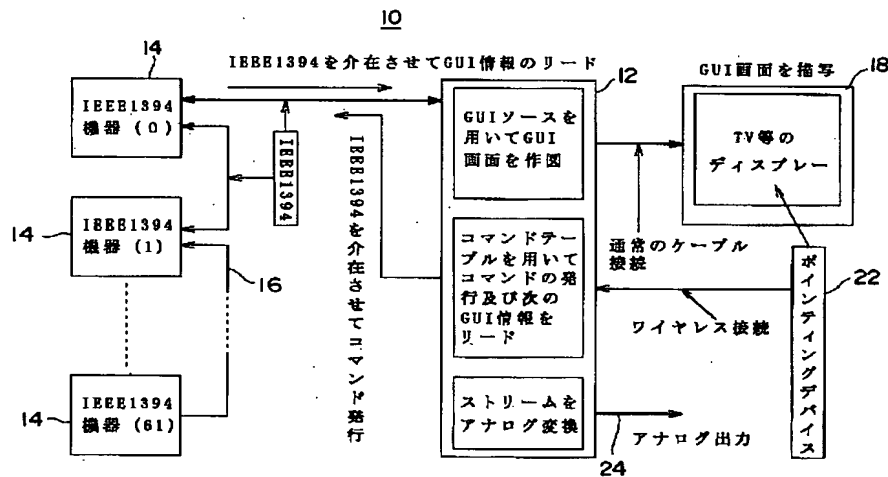 10
14
IEEE1394を介在させてGUI情報のリード
12
GUI画面を描写
18
IEEE1394
機器 (0)
GUIソースを
用いてGUI
画面を作図
TV等の
ディスプレー
IEEE1394
IEEE1394を介在させてコマンド発行
14
IEEE1394
機器 (1)
16
コマンドテー
ブルを用いて
コマンドの発
行及び次の
GUI情報を
リード
通常のケーブル
接続
ポインティングデバイス
22
ワイヤレス接続
14
IEEE1394
機器 (61)
ストリームを
アナログ変換
24
アナログ出力